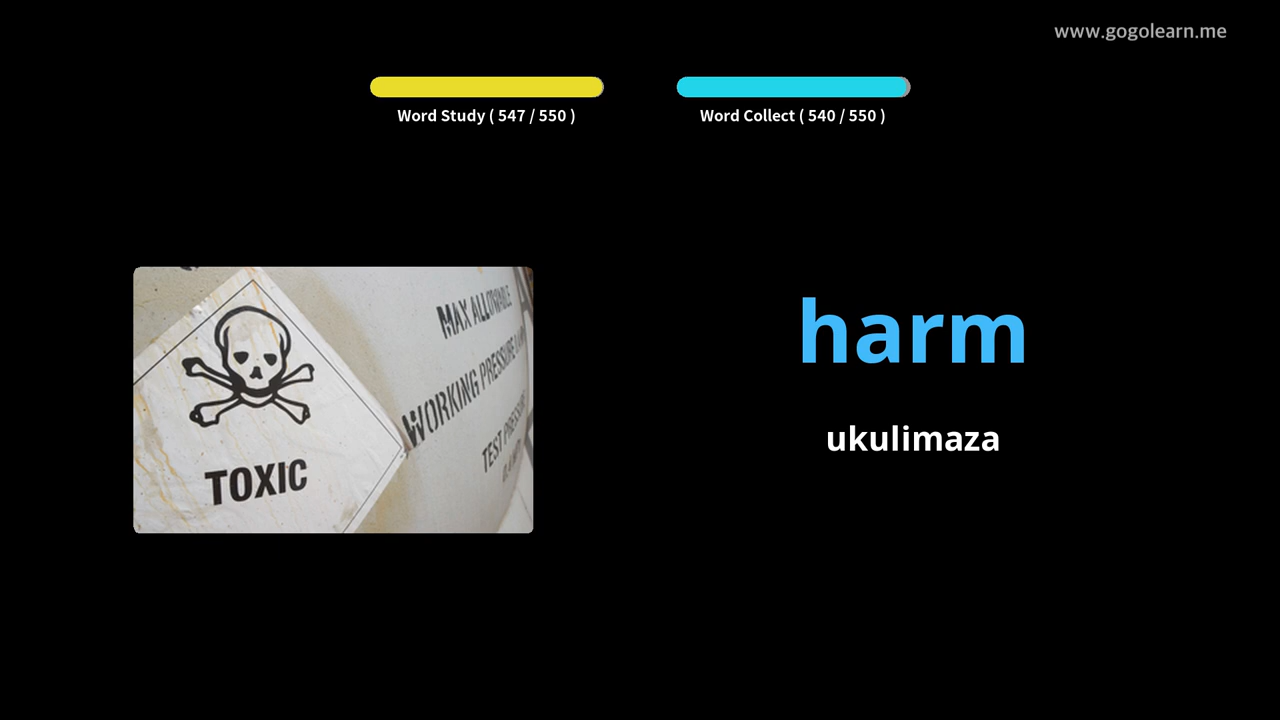 www.gogolearn.me
Word Study ( 547 / 550 )
Word Collect ( 540 / 550 )
MAX ALLOWABLE
WORKING PRESSURE
TEST PRESSURE
TOXIC
harm
ukulimaza